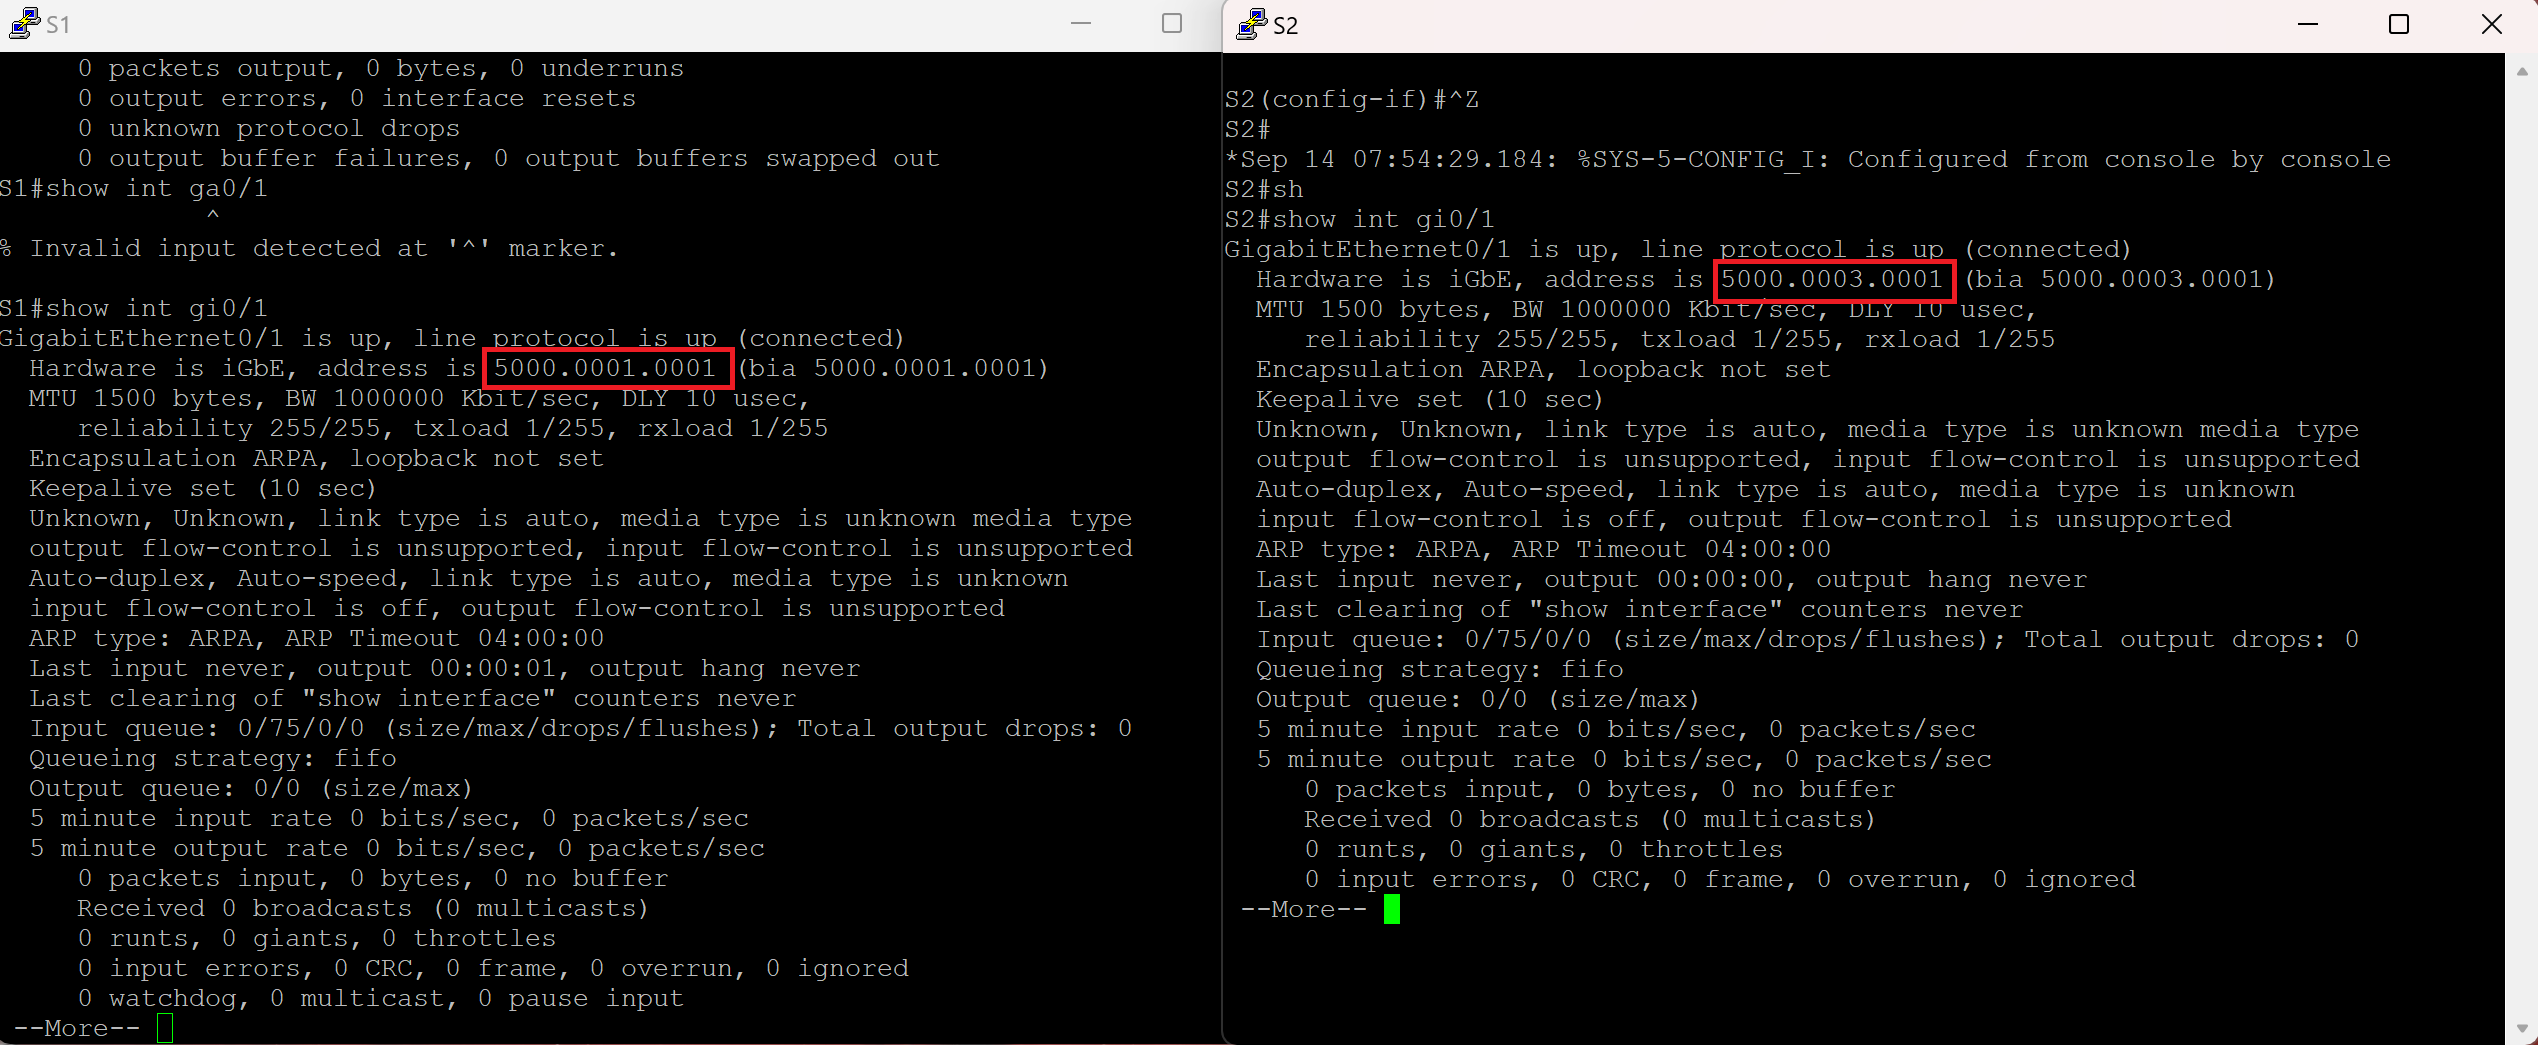 S1
0 packets output, 0 bytes, 0 underruns
0 output errors, 0 interface resets
0 unknown protocol drops
0 output buffer failures, 0 output buffers swapped out
S1#show int ga0/1
^
% Invalid input detected at '^' marker.
S1#show int gi0/1
GigabitEthernet0/1 is up, line protocol is up (connected)
Hardware is iGbE, address is 5000.0001.0001 (bia 5000.0001.0001)
MTU 1500 bytes, BW 1000000 Kbit/sec, DLY 10 usec,
reliability 255/255, txload 1/255, rxload 1/255
Encapsulation ARPA, loopback not set
Keepalive set (10 sec)
Unknown, Unknown, link type is auto, media type is unknown media type
output flow-control is unsupported, input flow-control is unsupported
Auto-duplex, Auto-speed, link type is auto, media type is unknown
input flow-control is off, output flow-control is unsupported
ARP type: ARPA, ARP Timeout 04:00:00
Last input never, output 00:00:01, output hang never
Last clearing of "show interface" counters never
Input queue: 0/75/0/0 (size/max/drops/flushes); Total output drops: 0
Queueing strategy: fifo
Output queue: 0/0 (size/max)
5 minute input rate 0 bits/sec, 0 packets/sec
5 minute output rate 0 bits/sec, 0 packets/sec
0 packets input, 0 bytes, 0 no buffer
Received 0 broadcasts (0 multicasts)
0 runts, 0 giants, 0 throttles
0 input errors, 0 CRC, 0 frame, 0 overrun, 0 ignored
0 watchdog, 0 multicast, 0 pause input
--More--
S2
S2(config-if)#^Z
S2#
*Sep 14 07:54:29.184: %SYS-5-CONFIG_I: Configured from console by console
S2#sh
S2#show int gi0/1
GigabitEthernet0/1 is up, line protocol is up (connected)
Hardware is iGbE, address is 5000.0003.0001 (bia 5000.0003.0001)
MTU 1500 bytes, BW 1000000 Kbit/sec, DLY 10 usec,
reliability 255/255, txload 1/255, rxload 1/255
Encapsulation ARPA, loopback not set
Keepalive set (10 sec)
Unknown, Unknown, link type is auto, media type is unknown media type
output flow-control is unsupported, input flow-control is unsupported
Auto-duplex, Auto-speed, link type is auto, media type is unknown
input flow-control is off, output flow-control is unsupported
ARP type: ARPA, ARP Timeout 04:00:00
Last input never, output 00:00:00, output hang never
Last clearing of "show interface" counters never
Input queue: 0/75/0/0 (size/max/drops/flushes); Total output drops: 0
Queueing strategy: fifo
Output queue: 0/0 (size/max)
5 minute input rate 0 bits/sec, 0 packets/sec
5 minute output rate 0 bits/sec, 0 packets/sec
0 packets input, 0 bytes, 0 no buffer
Received 0 broadcasts (0 multicasts)
0 runts, 0 giants, 0 throttles
0 input errors, 0 CRC, 0 frame, 0 overrun, 0 ignored
--More--